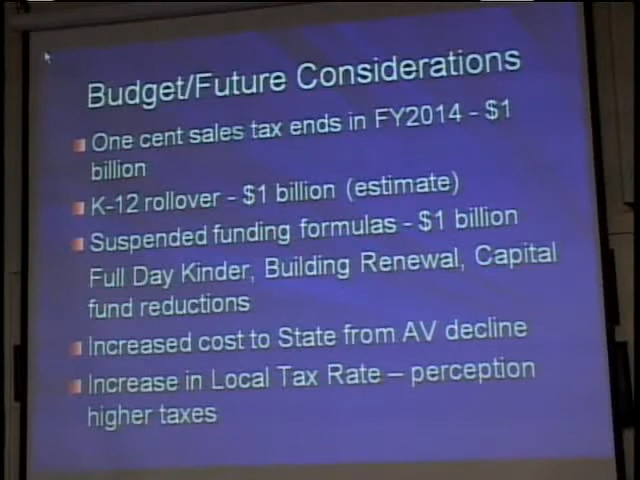 Budget/Future Considerations
One cent sales tax ends in FY2014 - $1
billion
K-12 rollover - $1 billion (estimate)
Suspended funding formulas - $1 billion
Full Day Kinder, Building Renewal, Capital
fund reductions
Increased cost to State from AV decline
Increase in Local Tax Rate – perception
higher taxes